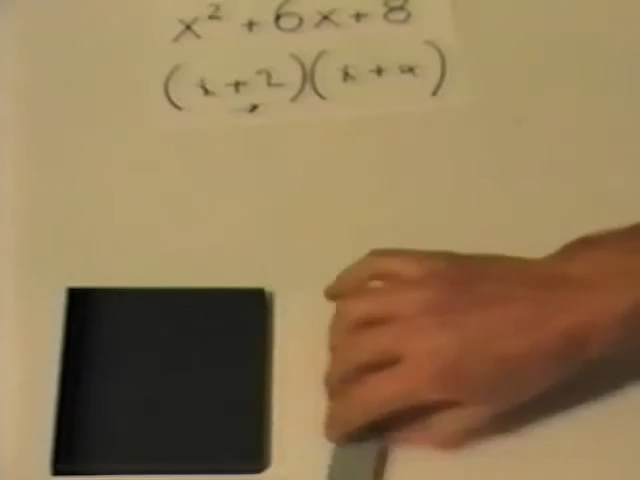 x² + 6x + 8
(x + 2)(x + 4)